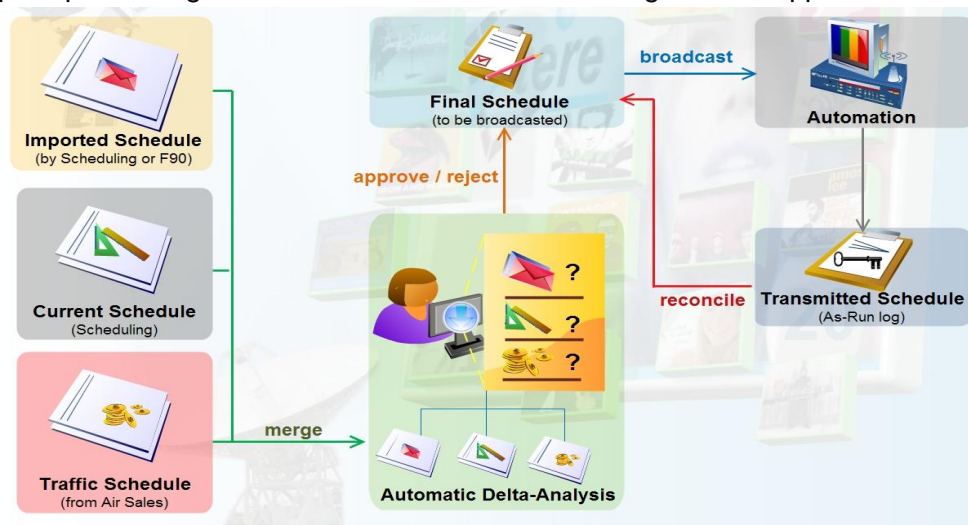 Imported Schedule
(by Scheduling or F90)
Current Schedule
(Scheduling)
Traffic Schedule
(from Air Sales)
merge
Final Schedule
(to be broadcasted)
approve / reject
?
?
?
Automatic Delta-Analysis
broadcast
Automation
reconcile
Transmitted Schedule
(As-Run log)